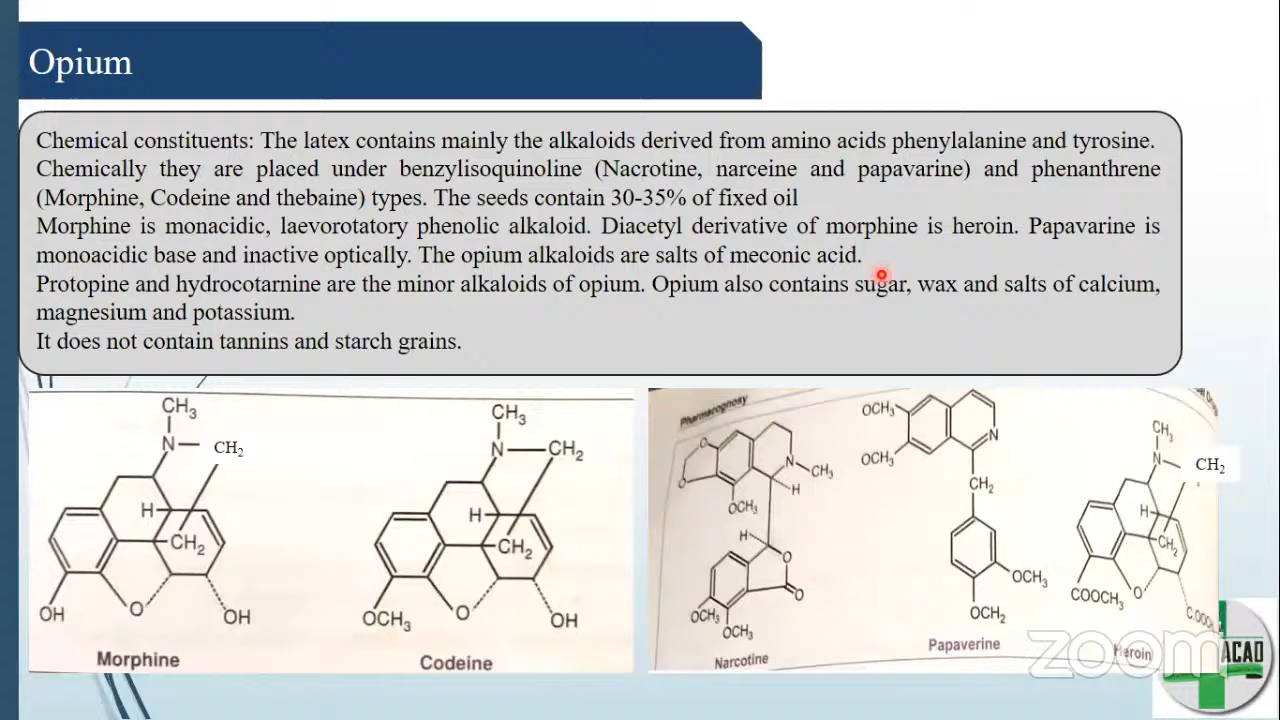 Opium
Chemical constituents: The latex contains mainly the alkaloids derived from amino acids phenylalanine and tyrosine.
Chemically they are placed under benzylisoquinoline (Nacrotine, narceine and papavarine) and phenanthrene
(Morphine, Codeine and thebaine) types. The seeds contain 30-35% of fixed oil
Morphine is monacidic, laevorotatory phenolic alkaloid. Diacetyl derivative of morphine is heroin. Papavarine is
monoacidic base and inactive optically. The opium alkaloids are salts of meconic acid.
Protopine and hydrocotarnine are the minor alkaloids of opium. Opium also contains sugar, wax and salts of calcium,
magnesium and potassium.
It does not contain tannins and starch grains.
CH₃
N
CH₂
H
CH₂
OH
O
OH
Morphine
CH₃
N
CH₂
H
CH₂
OCH₃
O
OH
Codeine
Pharmacognosy
O
O
N
CH₃
H
OCH₃
H
O
O
OCH₃
OCH₃
Narcotine
OCH₃
OCH₃
N
CH₂
OCH₃
OCH₂
Papaverine
CH₃
N
CH₂
H
CH₂
COOCH₃
O
Heroin
zoom
ACAD